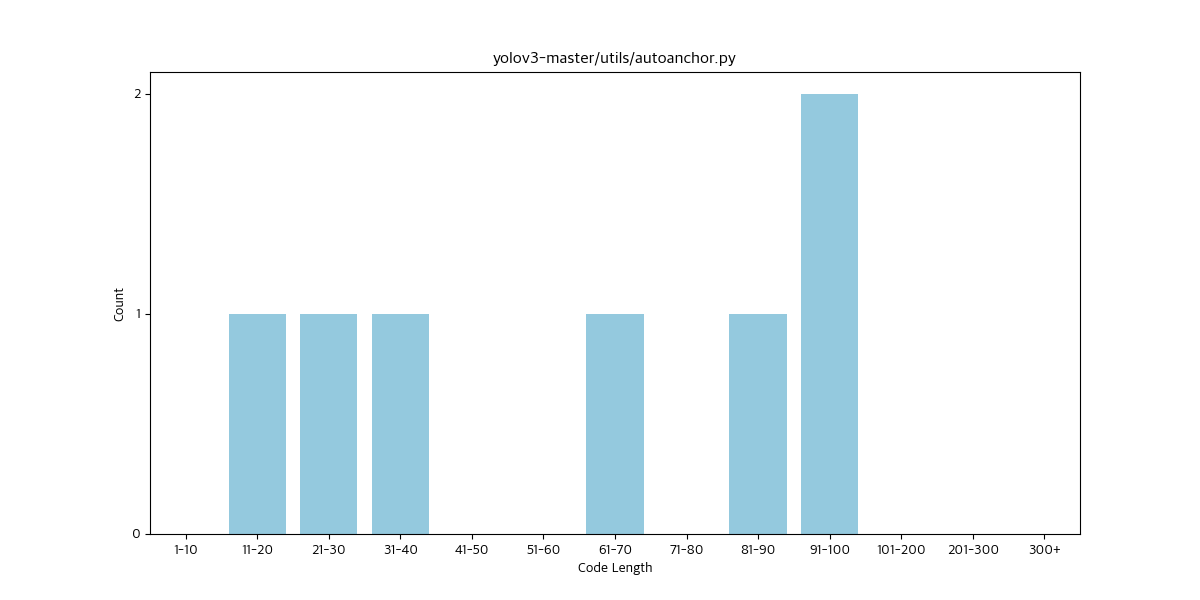 yolov3-master/utils/autoanchor.py
2
1
0
Count
1-10 11-20 21-30 31-40 41-50 51-60 61-70 71-80 81-90 91-100 101-200 201-300 300+
Code Length